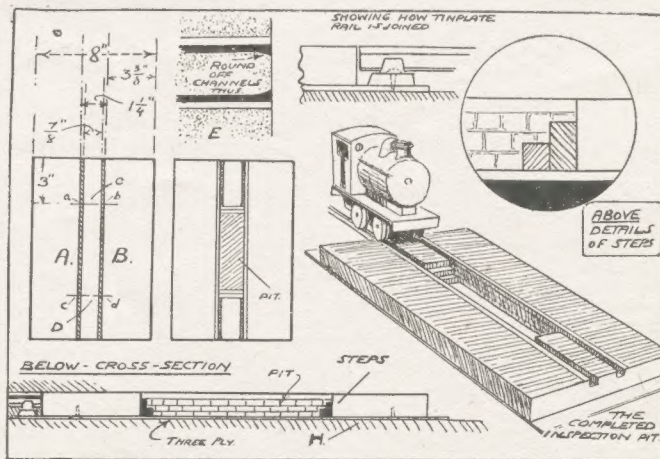 8"
3 5/8"
1 1/4"
7/8"
3"
a
C
b
A.
B.
c
d
D
ROUND
OFF
CHANNELS
THUS.
E
PIT.
SHOWING HOW TINPLATE
RAIL IS JOINED
ABOVE
DETAILS
OF STEPS
BELOW - CROSS - SECTION
PIT
STEPS
THREE PLY.
H.
THE
COMPLETED
INSPECTION PIT.